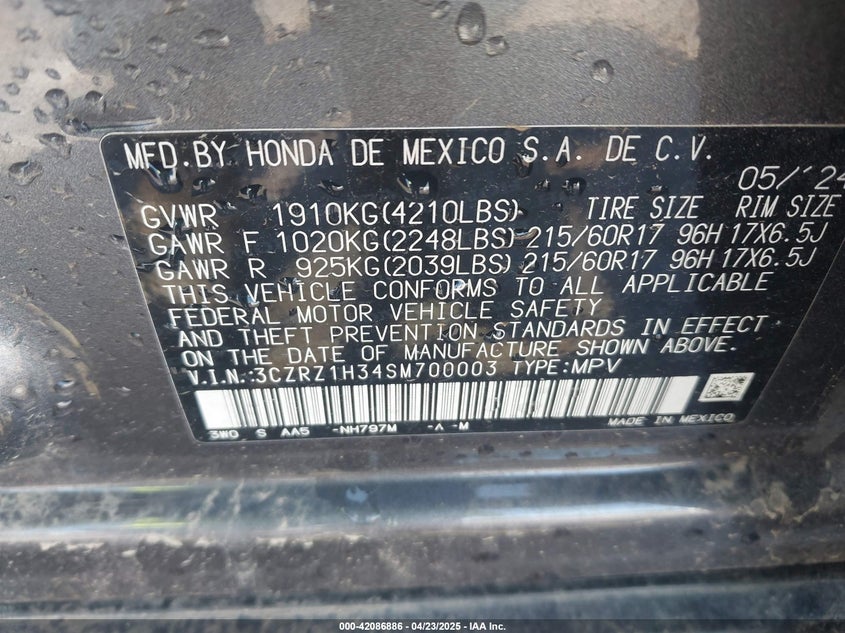 MFD.BY HONDA DE MEXICO S.A. DE C.V.
05/'24
GVWR 1910KG(4210LBS) TIRE SIZE RIM SIZE
GAWR F 1020KG(2248LBS) 215/60R17 96H 17X6.5J
GAWR R 925KG(2039LBS) 215/60R17 96H 17X6.5J
THIS VEHICLE CONFORMS TO ALL APPLICABLE
FEDERAL MOTOR VEHICLE SAFETY
AND THEFT PREVENTION STANDARDS IN EFFECT
ON THE DATE OF MANUFACTURE SHOWN ABOVE.
V.I.N.:3CZRZ1H34SM700003 TYPE:MPV
3W0 S AA5 -NH797M -A -M MADE IN MEXICO
000-42086886 | 04/23/2025 - IAA Inc.